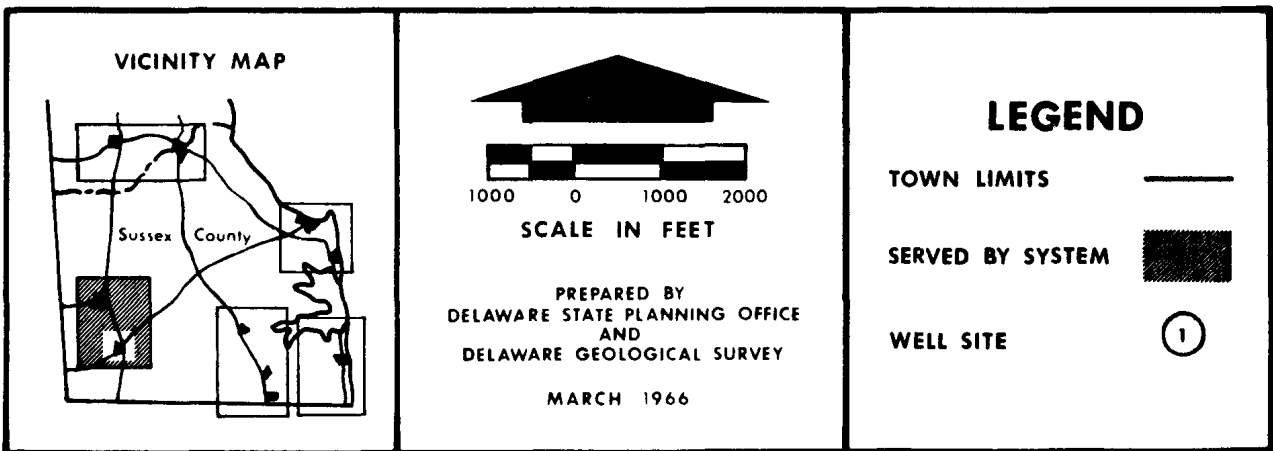 VICINITY MAP
Sussex County
1000 0 1000 2000
SCALE IN FEET
PREPARED BY
DELAWARE STATE PLANNING OFFICE
AND
DELAWARE GEOLOGICAL SURVEY
MARCH 1966
LEGEND
TOWN LIMITS
SERVED BY SYSTEM
WELL SITE 1